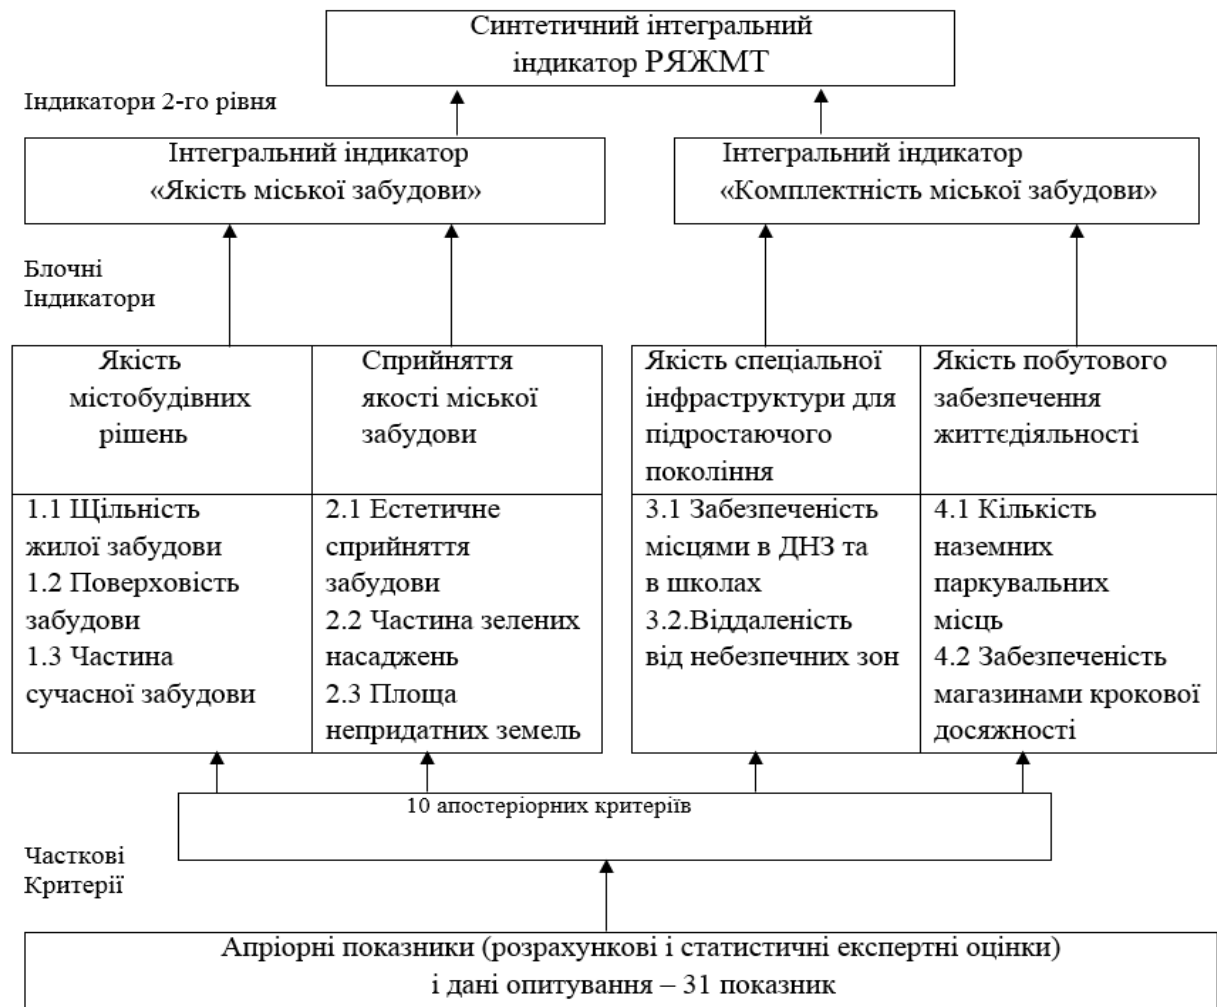 Синтетичний інтегральний
індикатор РЯЖМТ
Індикатори 2-го рівня
Інтегральний індикатор
«Якість міської забудови»
Інтегральний індикатор
«Комплектність міської забудови»
Блочні
Індикатори
Якість
містобудівних
рішень
Сприйняття
якості міської
забудови
Якість спеціальної
інфраструктури для
підростаючого
покоління
Якість побутового
забезпечення
життєдіяльності
1.1 Щільність
жилої забудови
1.2 Поверховість
забудови
1.3 Частина
сучасної забудови
2.1 Естетичне
сприйняття
забудови
2.2 Частина зелених
насаджень
2.3 Площа
непридатних земель
3.1 Забезпеченість
місцями в ДНЗ та
в школах
3.2.Віддаленість
від небезпечних зон
4.1 Кількість
наземних
паркувальних
місць
4.2 Забезпеченість
магазинами крокової
досяжності
10 апостеріорних критеріїв
Часткові
Критерії
Апріорні показники (розрахункові і статистичні експертні оцінки)
і дані опитування – 31 показник